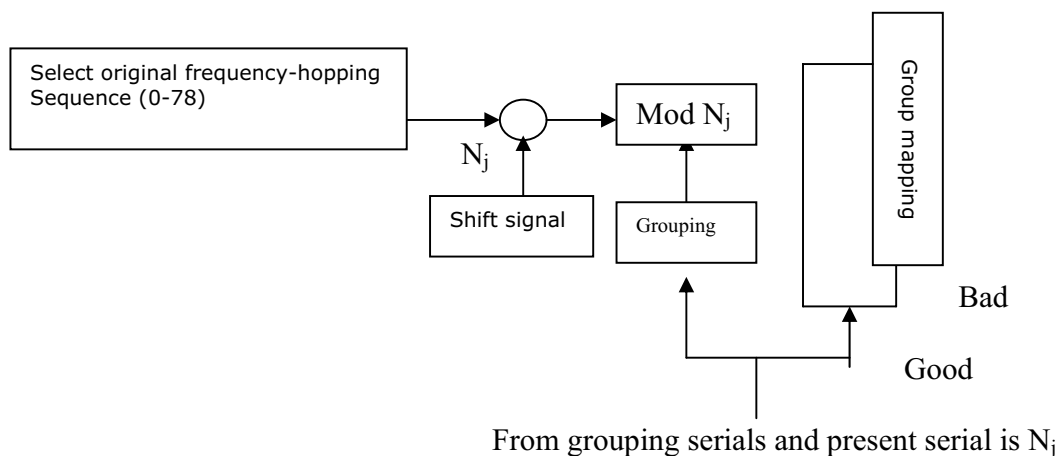 Select original frequency-hopping
Sequence (0-78)
Group mapping
Mod Nj
Nj
Shift signal
Grouping
Bad
Good
From grouping serials and present serial is Nj